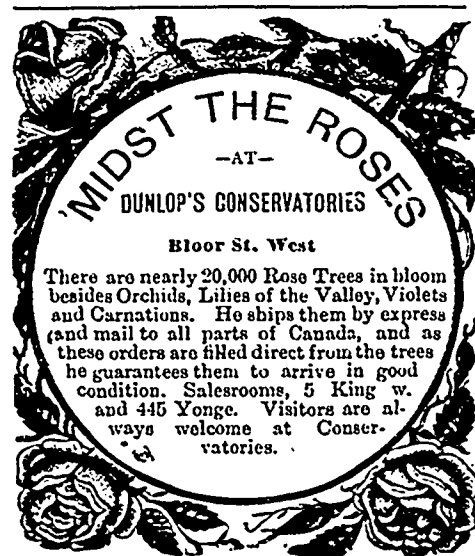 'MIDST THE ROSES
—AT—
DUNLOP'S CONSERVATORIES
Bloor St. West
There are nearly 20,000 Rose Trees in bloom
besides Orchids, Lilies of the Valley, Violets
and Carnations. He ships them by express
and mail to all parts of Canada, and as
these orders are filled direct from the trees
he guarantees them to arrive in good
condition. Salesrooms, 5 King w.
and 445 Yonge. Visitors are al-
ways welcome at Conser-
vatories.